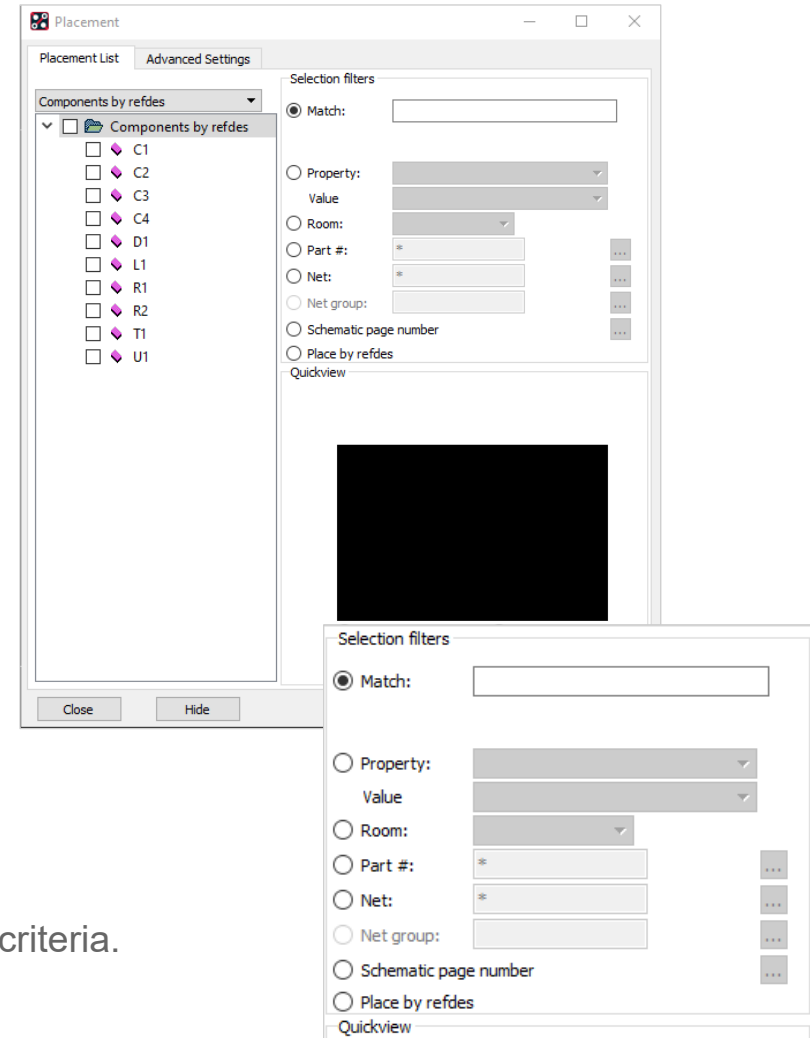 Placement
Placement List Advanced Settings
Components by refdes
Components by refdes
C1
C2
C3
C4
D1
L1
R1
R2
T1
U1
Selection filters
Match:
Property:
Value
Room:
Part #: * ...
Net: * ...
Net group: ...
Schematic page number ...
Place by refdes
Quickview
Close Hide
Selection filters
Match:
Property:
Value
Room:
Part #: * ...
Net: * ...
Net group: ...
Schematic page number ...
Place by refdes
Quickview
criteria.